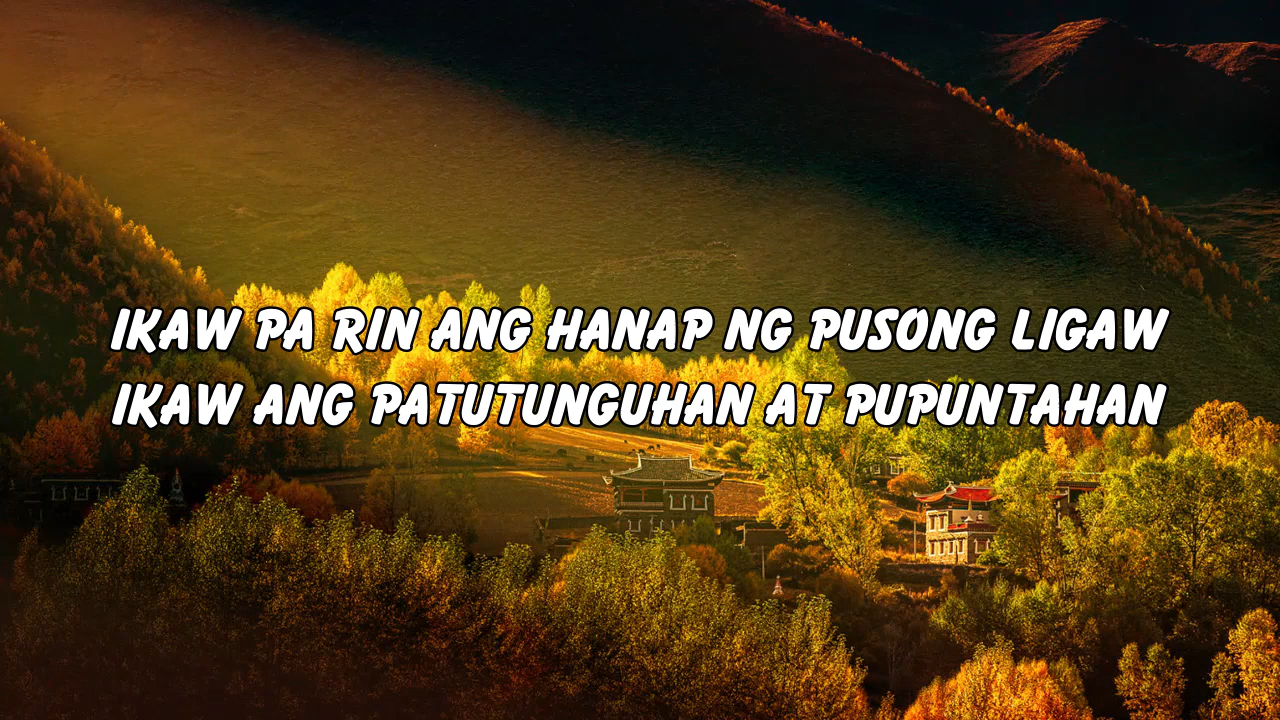 IKAW PA RIN ANG HANAP NG PUSONG LIGAW
IKAW ANG PATUTUNGUHAN AT PUPUNTAHAN